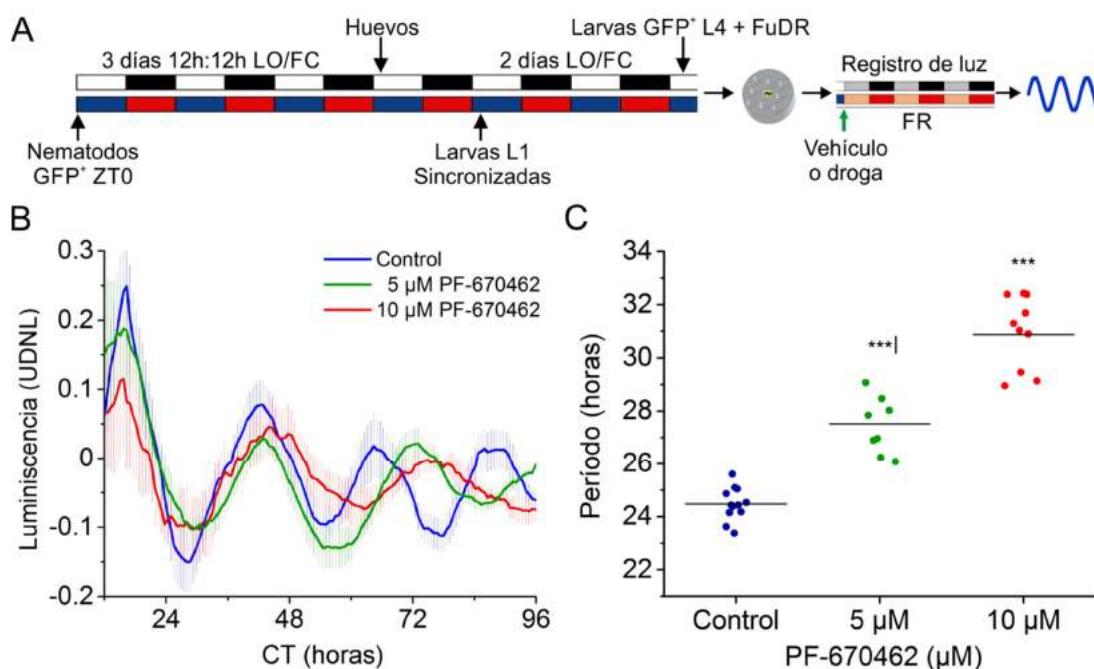 A
Huevos
Larvas GFP⁺ L4 + FuDR
3 días 12h:12h LO/FC
2 días LO/FC
Registro de luz
FR
Nematodos
GFP⁺ ZT0
Larvas L1
Sincronizadas
Vehículo
o droga
B
Control
5 µM PF-670462
10 µM PF-670462
Luminiscencia (UDNL)
0.3
0.2
0.1
0
-0.1
-0.2
24
48
72
96
CT (horas)
C
Período (horas)
34
32
30
28
26
24
22
***|
***
Control
5 µM
10 µM
PF-670462 (µM)